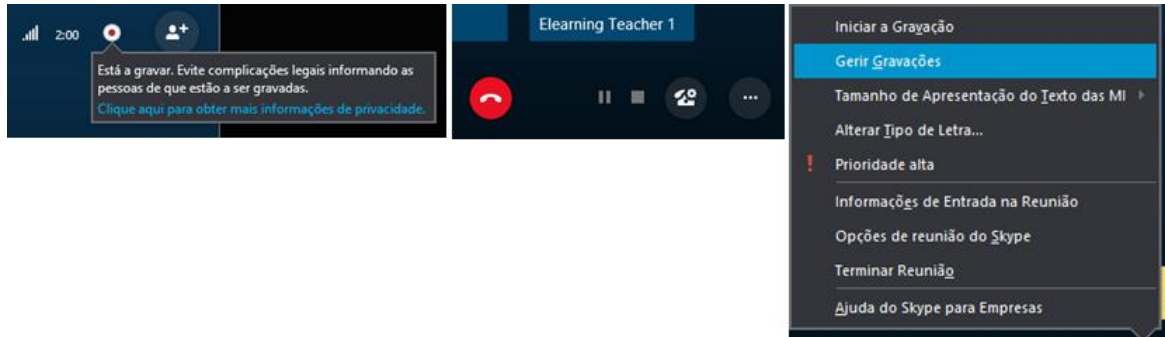 2:00
Está a gravar. Evite complicações legais informando as
pessoas de que estão a ser gravadas.
Clique aqui para obter mais informações de privacidade.
Elearning Teacher 1
Iniciar a Gravação
Gerir Gravações
Tamanho de Apresentação do Texto das MI
Alterar Tipo de Letra...
! Prioridade alta
Informações de Entrada na Reunião
Opções de reunião do Skype
Terminar Reunião
Ajuda do Skype para Empresas